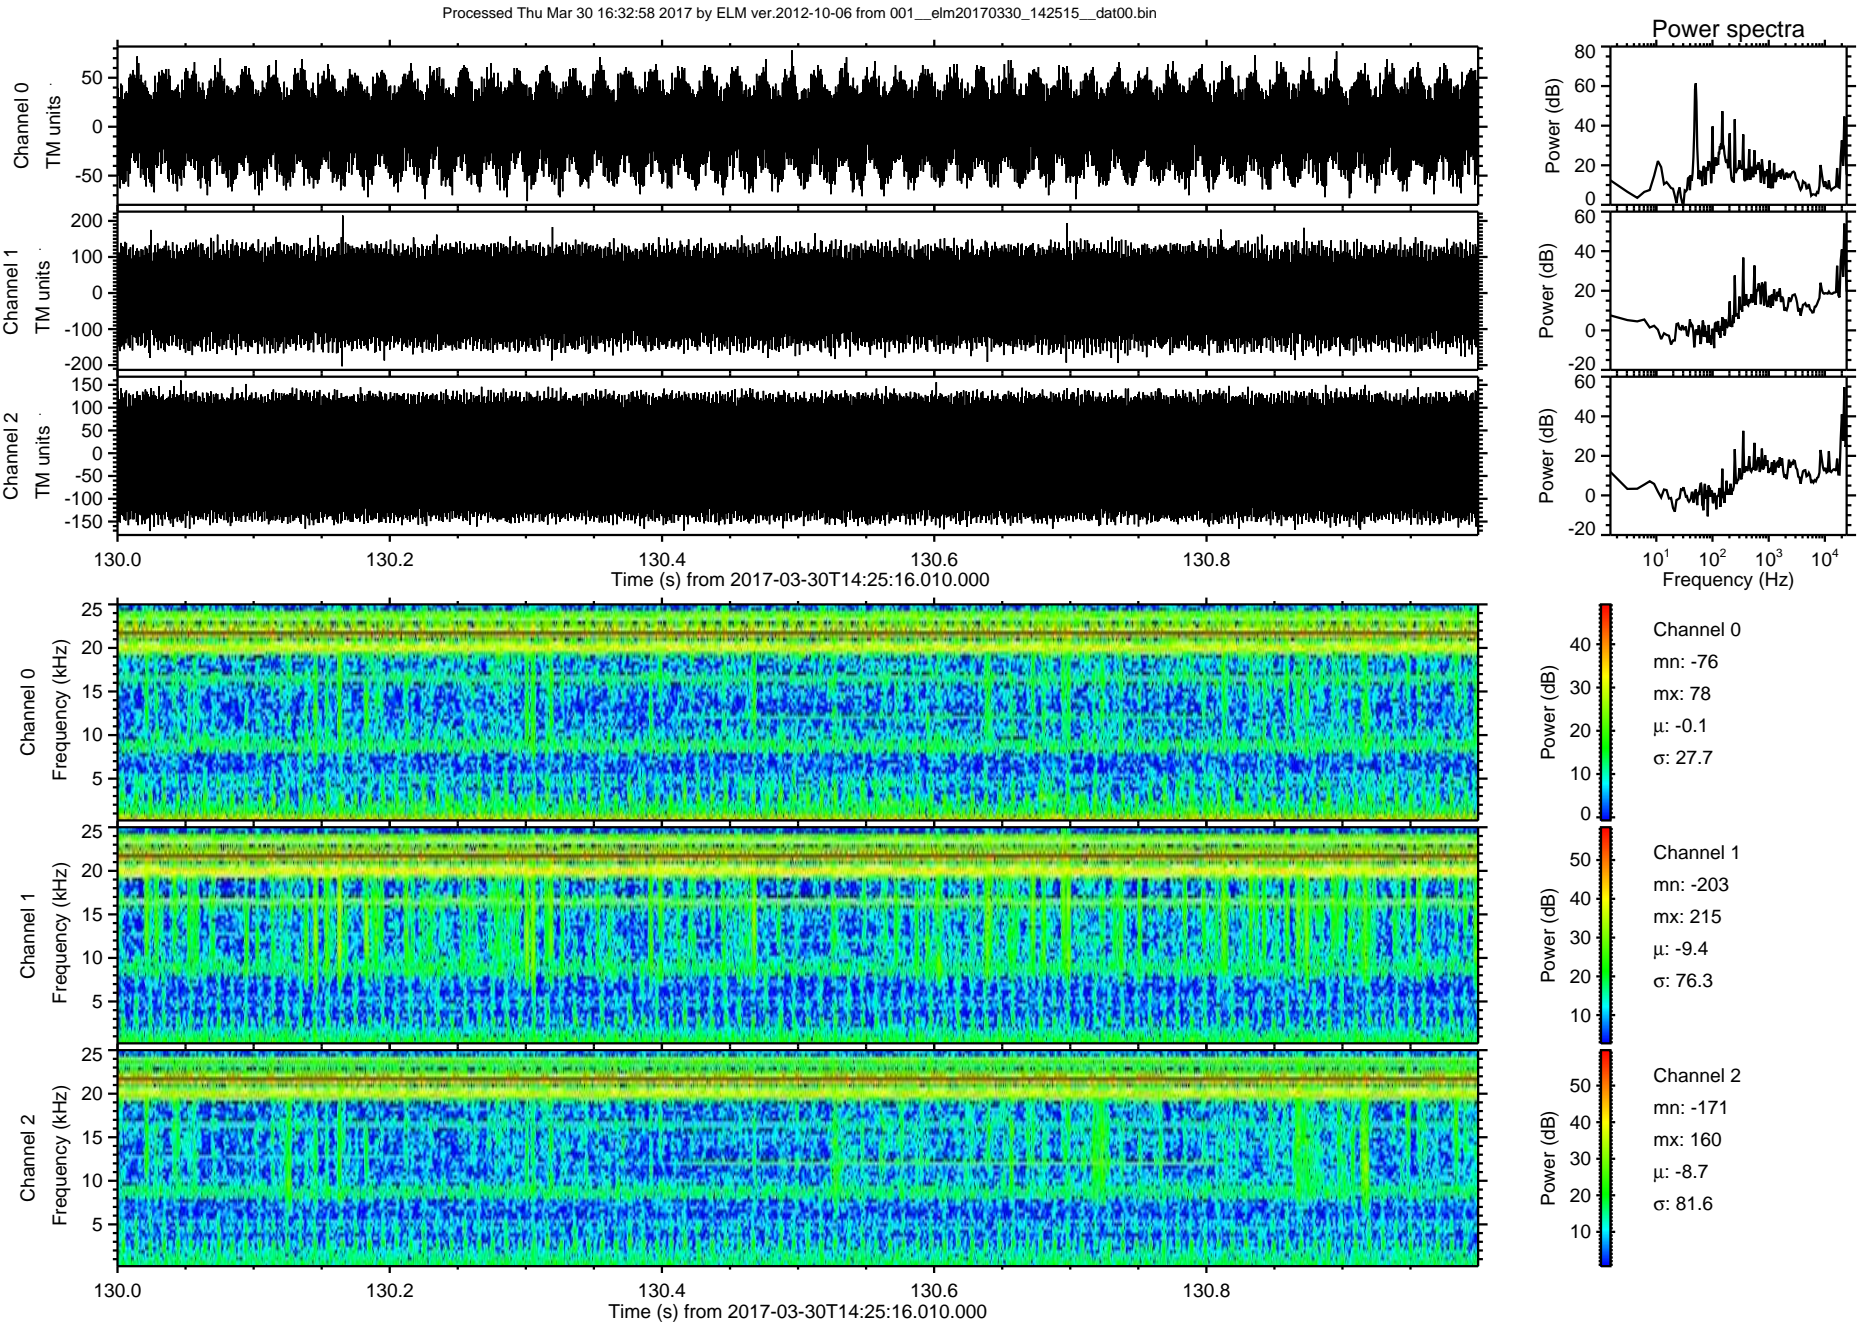 Processed Thu Mar 30 16:32:58 2017 by ELM ver.2012-10-06 from 001__elm20170330_142515__dat00.bin
Power spectra
Channel 0
TM units
50
0
-50
Power (dB)
80
60
40
20
0
Channel 1
TM units
200
100
0
-100
-200
Power (dB)
60
40
20
0
-20
Channel 2
TM units
150
100
50
0
-50
-100
-150
Power (dB)
60
40
20
0
-20
130.0 130.2 130.4 130.6 130.8
Time (s) from 2017-03-30T14:25:16.010.000
10^1 10^2 10^3 10^4
Frequency (Hz)
Channel 0
Frequency (kHz)
25
20
15
10
5
Power (dB)
40
30
20
10
0
Channel 0
mn: -76
mx: 78
μ: -0.1
σ: 27.7
Channel 1
Frequency (kHz)
25
20
15
10
5
Power (dB)
50
40
30
20
10
Channel 1
mn: -203
mx: 215
μ: -9.4
σ: 76.3
Channel 2
Frequency (kHz)
25
20
15
10
5
Power (dB)
50
40
30
20
10
Channel 2
mn: -171
mx: 160
μ: -8.7
σ: 81.6
130.0 130.2 130.4 130.6 130.8
Time (s) from 2017-03-30T14:25:16.010.000